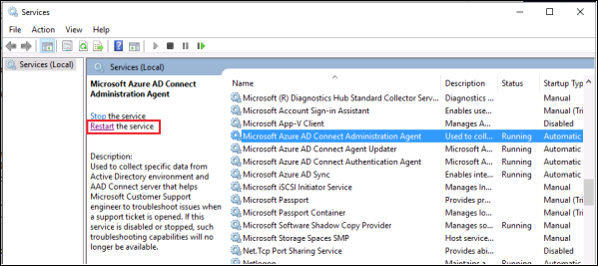 Services
File Action View Help
Services (Local)
Services (Local)
Microsoft Azure AD Connect
Administration Agent
Stop the service
Restart the service
Description:
Used to collect specific data from
Active Directory environment and
AAD Connect server that helps
Microsoft Customer Support
engineer to troubleshoot issues when
a support ticket is opened. If this
service is disabled or stopped, such
troubleshooting capabilities will no
longer be available.
Name Description Status Startup Type
Microsoft (R) Diagnostics Hub Standard Collector Serv... Diagnostics ... Manual
Microsoft Account Sign-in Assistant Enables use... Manual (Tri
Microsoft App-V Client Manages A... Disabled
Microsoft Azure AD Connect Administration Agent Used to coll... Running Automatic
Microsoft Azure AD Connect Agent Updater Microsoft A... Running Automatic
Microsoft Azure AD Connect Authentication Agent Microsoft A... Running Automatic
Microsoft Azure AD Sync Enables inte... Running Automatic
Microsoft iSCSI Initiator Service Manages In... Manual
Microsoft Passport Provides pr... Manual (Tri
Microsoft Passport Container Manages lo... Manual (Tri
Microsoft Software Shadow Copy Provider Manages so... Running Manual
Microsoft Storage Spaces SMP Host service... Manual
Net.Tcp Port Sharing Service Provides abi... Disabled
Netlogon Maintains a ... Running Automatic